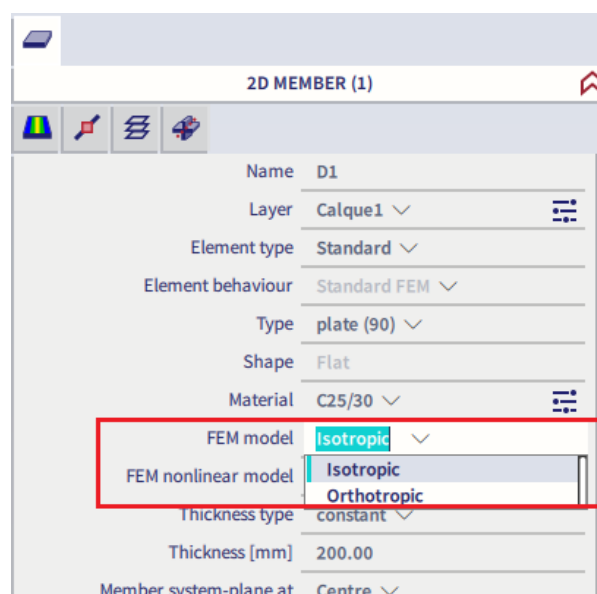 2D MEMBER (1)
Name D1
Layer Calque1
Element type Standard
Element behaviour Standard FEM
Type plate (90)
Shape Flat
Material C25/30
FEM model Isotropic
Isotropic
FEM nonlinear model
Orthotropic
Thickness type constant
Thickness [mm] 200.00
Member system-plane at Centre